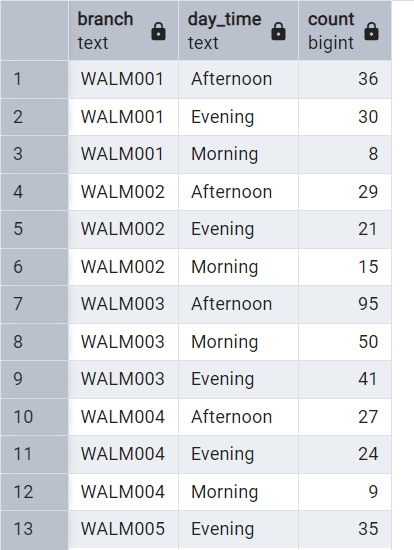 branch day_time count
text text bigint
1 WALM001 Afternoon 36
2 WALM001 Evening 30
3 WALM001 Morning 8
4 WALM002 Afternoon 29
5 WALM002 Evening 21
6 WALM002 Morning 15
7 WALM003 Afternoon 95
8 WALM003 Morning 50
9 WALM003 Evening 41
10 WALM004 Afternoon 27
11 WALM004 Evening 24
12 WALM004 Morning 9
13 WALM005 Evening 35